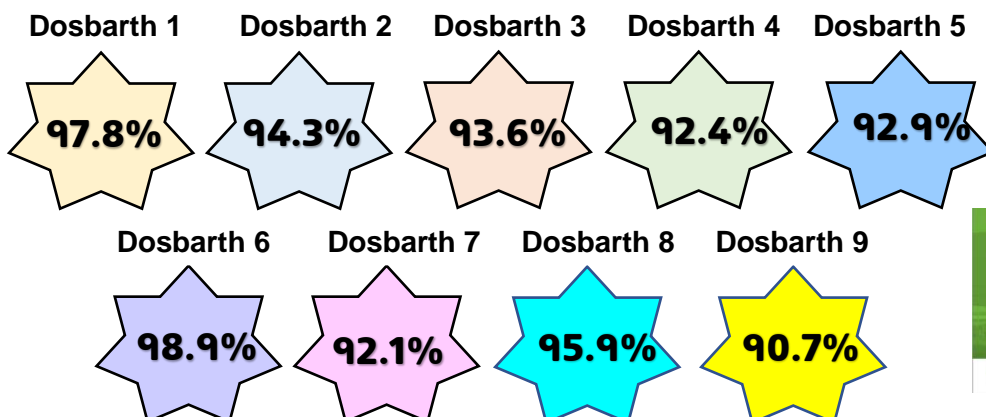 Dosbarth 1 Dosbarth 2 Dosbarth 3 Dosbarth 4 Dosbarth 5
97.8% 94.3% 93.6% 92.4% 92.9%
Dosbarth 6 Dosbarth 7 Dosbarth 8 Dosbarth 9
98.9% 92.1% 95.9% 90.7%